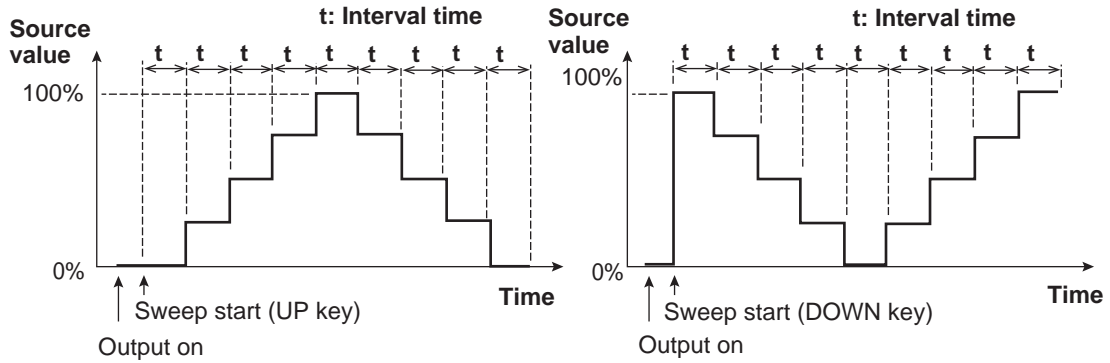 t: Interval time
Source
value
t t t t t t t t t
100%
0%
Time
Sweep start (UP key)
Output on
t: Interval time
Source
value
t t t t t t t t t
100%
0%
Time
Sweep start (DOWN key)
Output on